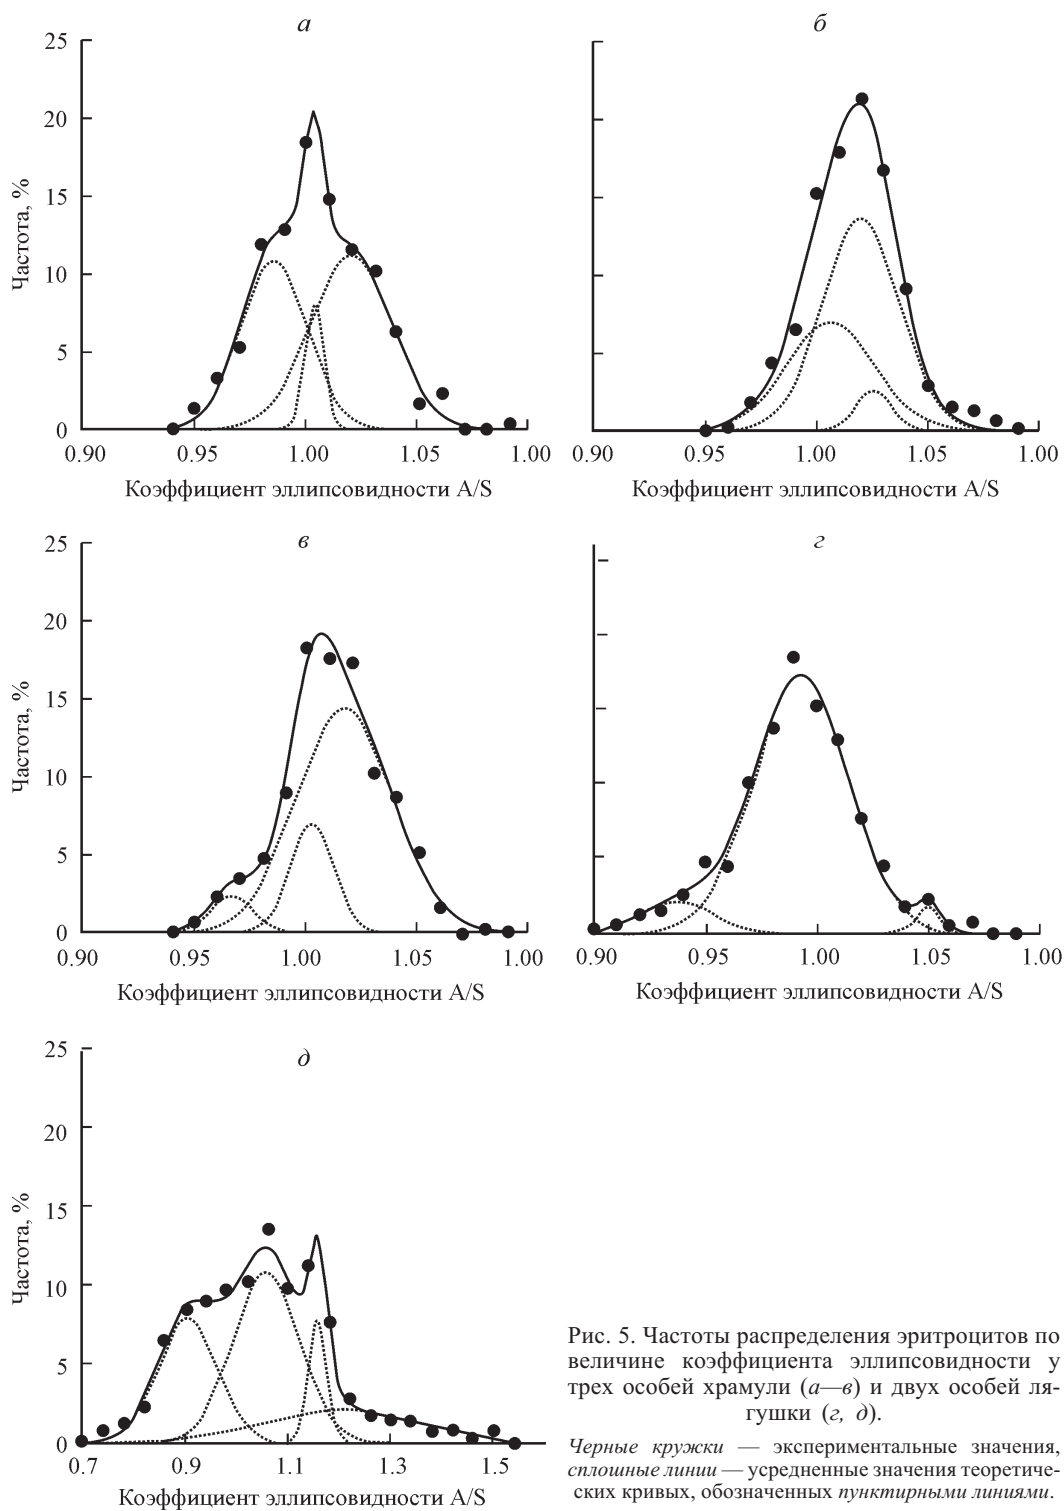 а
б
25
20
15
10
5
0
Частота, %
0.90 0.95 1.00 1.05 1.00
0.90 0.95 1.00 1.05 1.00
Коэффициент эллипсовидности A/S
Коэффициент эллипсовидности A/S
в
г
25
20
15
10
5
0
Частота, %
0.90 0.95 1.00 1.05 1.00
0.90 0.95 1.00 1.05 1.00
Коэффициент эллипсовидности A/S
Коэффициент эллипсовидности A/S
д
25
20
15
10
5
0
Частота, %
0.7 0.9 1.1 1.3 1.5
Коэффициент эллипсовидности A/S
Рис. 5. Частоты распределения эритроцитов по
величине коэффициента эллипсовидности у
трех особей храмули (а—в) и двух особей ля-
гушки (г, д).
Черные кружки — экспериментальные значения,
сплошные линии — усредненные значения теоретиче-
ских кривых, обозначенных пунктирными линиями.